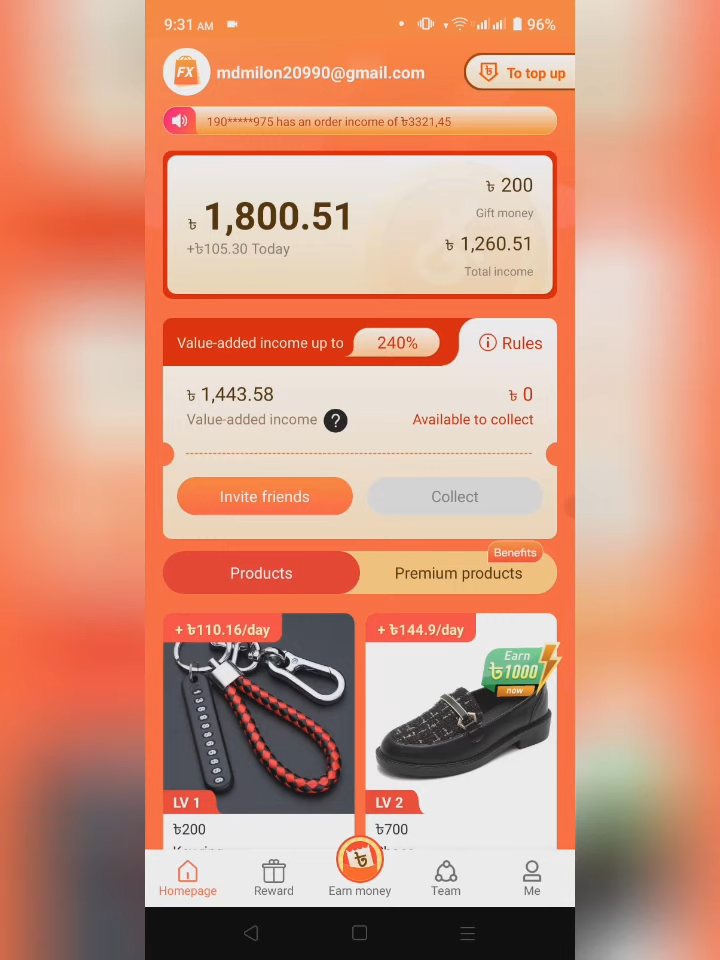 9:31 AM
96%
FX
mdmilon20990@gmail.com
৳ To top up
190*****975 has an order income of ৳3321,45
৳ 200
Gift money
৳ 1,800.51
+৳105.30 Today
৳ 1,260.51
Total income
Value-added income up to 240%
Rules
৳ 1,443.58
৳ 0
Value-added income ?
Available to collect
Invite friends
Collect
Benefits
Products
Premium products
+ ৳110.16/day
+ ৳144.9/day
Earn
৳1000
now
LV 1
LV 2
৳200
৳700
৳
Homepage
Reward
Earn money
Team
Me